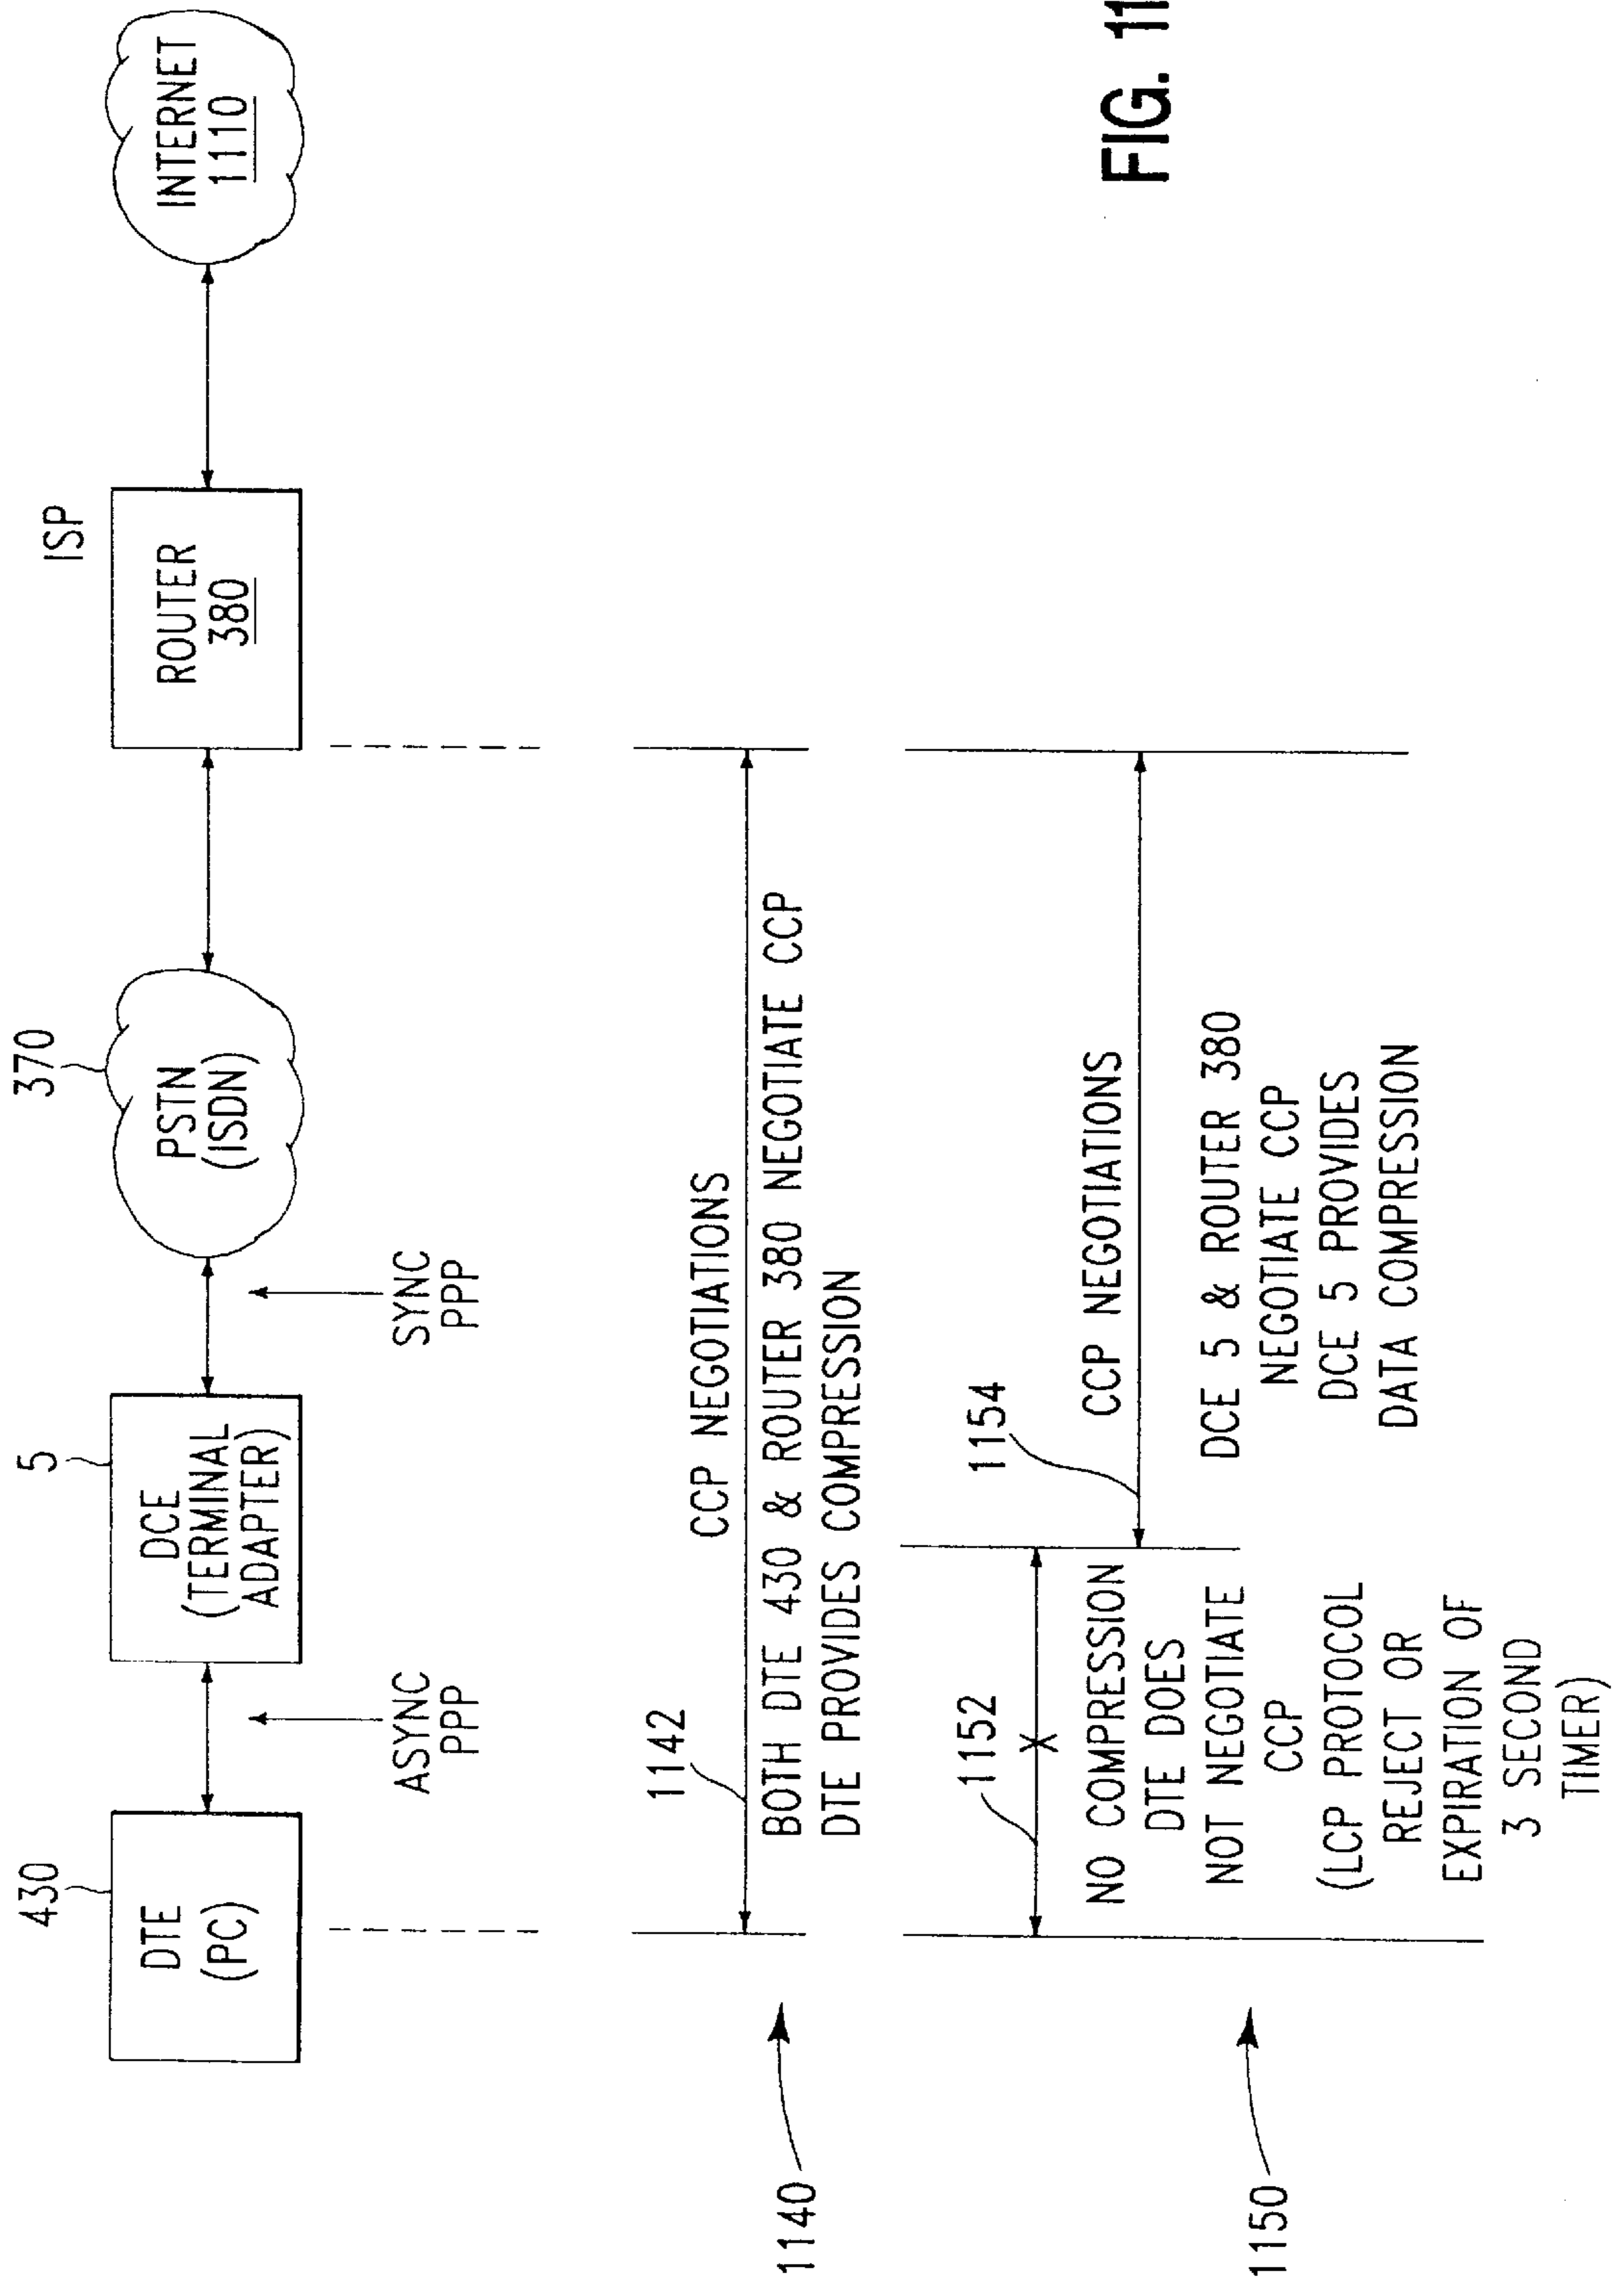 430
DTE
(PC)
ASYNC
PPP
5
DCE
(TERMINAL
ADAPTER)
SYNC
PPP
370
PSTN
(ISDN)
ISP
ROUTER
380
INTERNET
1110
1140
1142
CCP NEGOTIATIONS
BOTH DTE 430 & ROUTER 380 NEGOTIATE CCP
DTE PROVIDES COMPRESSION
1150
1152
X
NO COMPRESSION
DTE DOES
NOT NEGOTIATE
CCP
(LCP PROTOCOL
REJECT OR
EXPIRATION OF
3 SECOND
TIMER)
1154
CCP NEGOTIATIONS
DCE 5 & ROUTER 380
NEGOTIATE CCP
DCE 5 PROVIDES
DATA COMPRESSION
FIG. 11